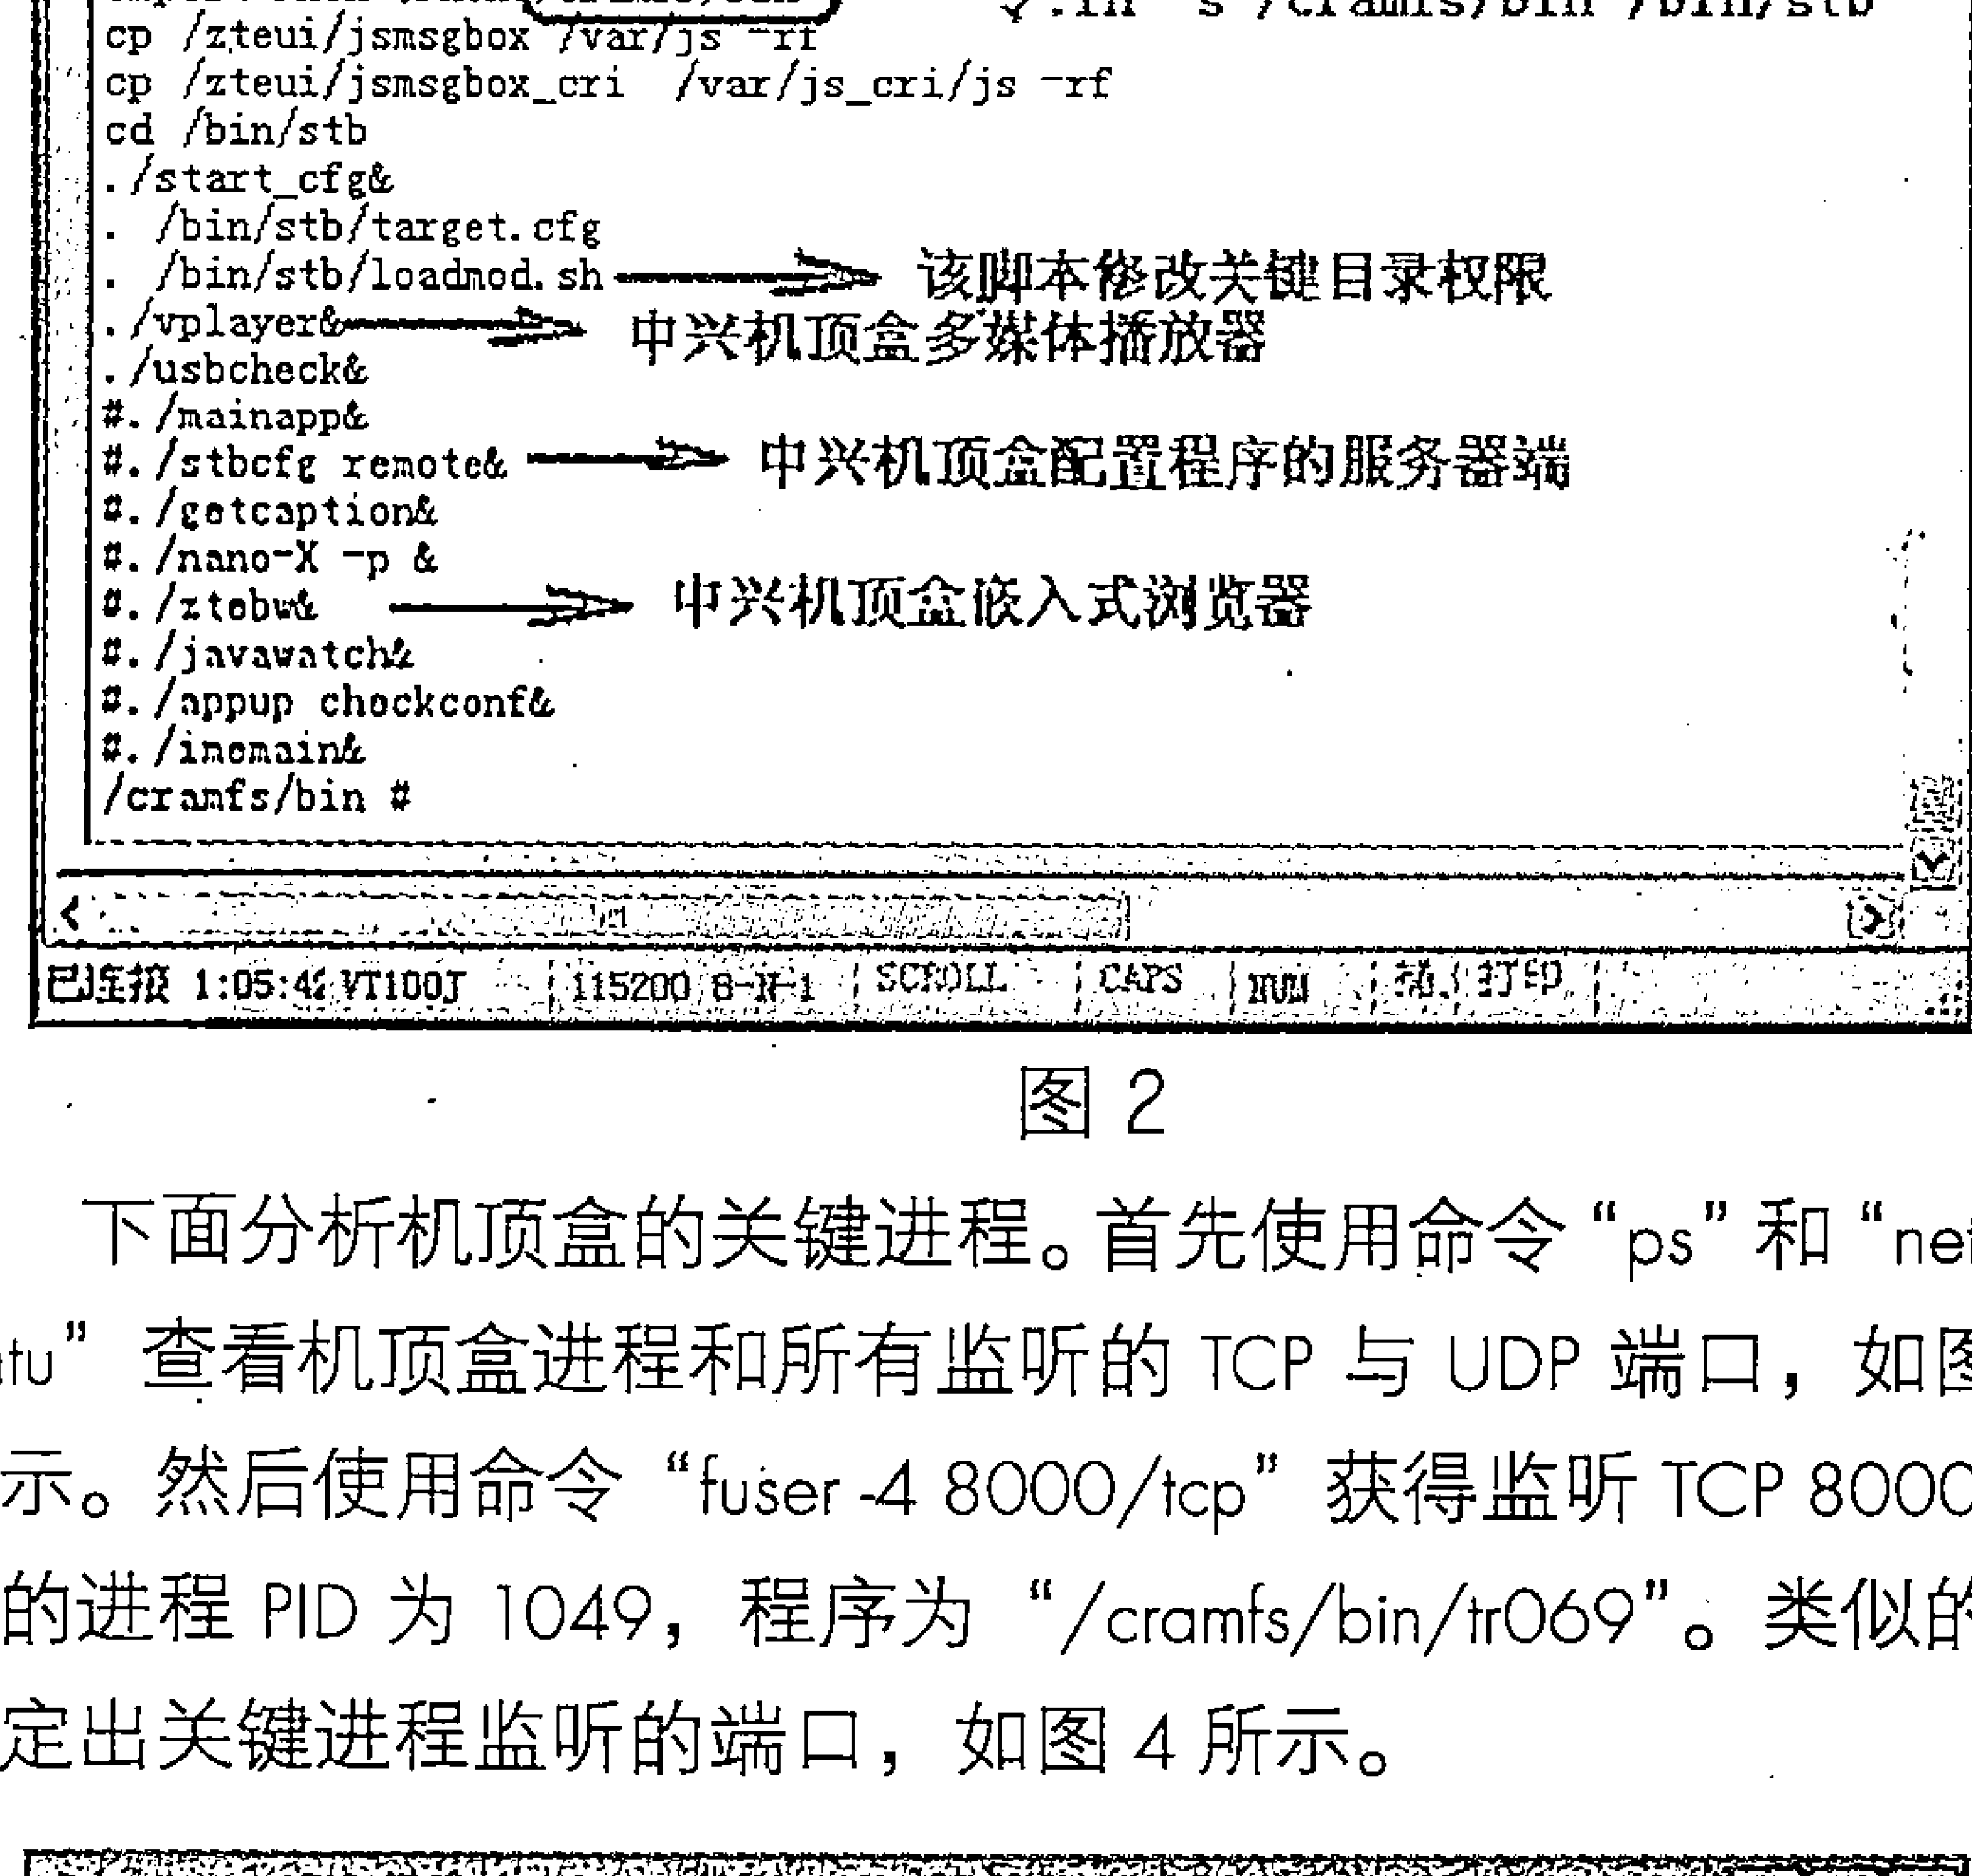 cp /zteui/jsmsgbox /var/js -rf
cp /zteui/jsmsgbox_cri /var/js_cri/js -rf
cd /bin/stb
./start_cfg&
. /bin/stb/target.cfg
. /bin/stb/loadmod.sh 该脚本修改关键目录权限
./vplayer& 中兴机顶盒多媒体播放器
./usbcheck&
#./mainapp&
#./stbcfg remote& 中兴机顶盒配置程序的服务器端
#./getcaption&
#./nano-X -p &
#./ztebw& 中兴机顶盒嵌入式浏览器
#./javawatch&
#./appup checkconf&
#./imemain&
/cramfs/bin #
已连接 1:05:42 VT100J 115200 8-N-1 SCROLL CAPS NUM 打印
图 2
下面分析机顶盒的关键进程。首先使用命令“ps”和“net
atu”查看机顶盒进程和所有监听的 TCP 与 UDP 端口，如图
示。然后使用命令“fuser -4 8000/tcp”获得监听 TCP 8000
的进程 PID 为 1049，程序为“/cramfs/bin/tr069”。类似的
定出关键进程监听的端口，如图 4 所示。